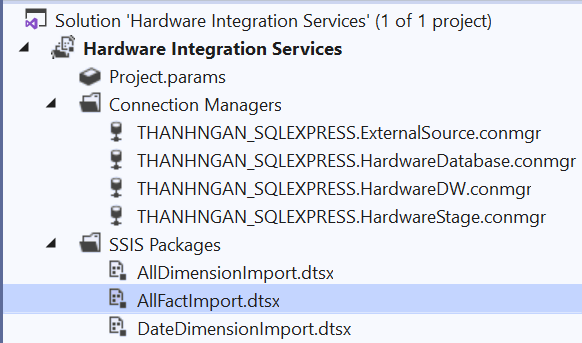 Solution 'Hardware Integration Services' (1 of 1 project)
Hardware Integration Services
Project.params
Connection Managers
THANHNGAN_SQLEXPRESS.ExternalSource.conmgr
THANHNGAN_SQLEXPRESS.HardwareDatabase.conmgr
THANHNGAN_SQLEXPRESS.HardwareDW.conmgr
THANHNGAN_SQLEXPRESS.HardwareStage.conmgr
SSIS Packages
AllDimensionImport.dtsx
AllFactImport.dtsx
DateDimensionImport.dtsx